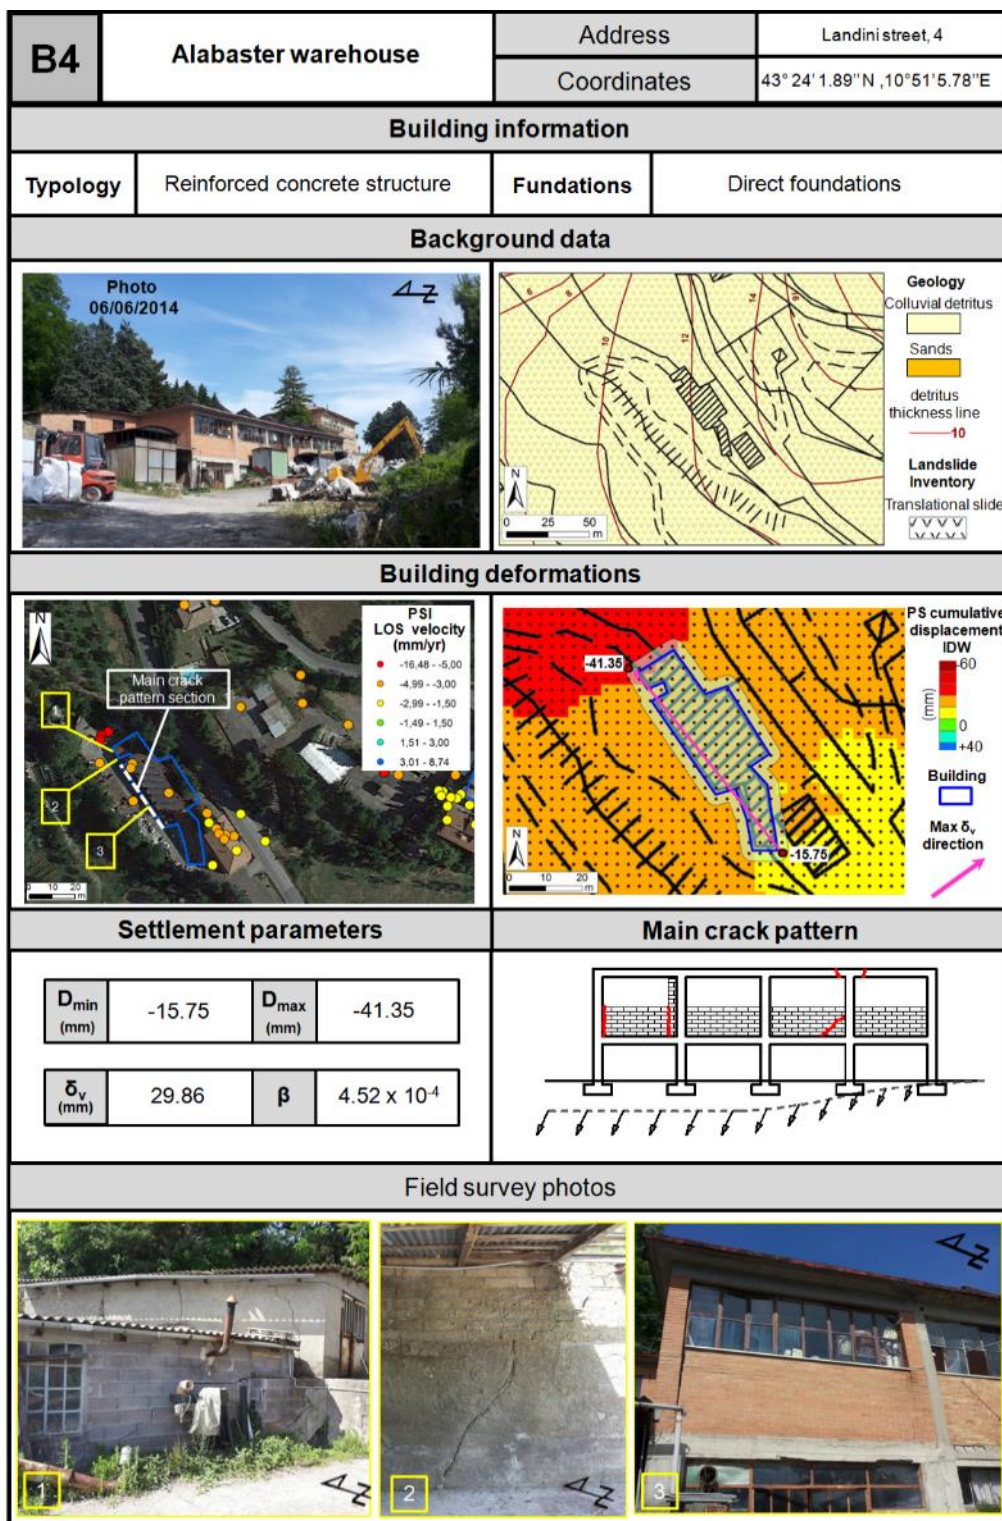 B4
Alabaster warehouse
Address
Landini street, 4
Coordinates
43° 24' 1.89''N ,10°51'5.78''E
Building information
Typology
Reinforced concrete structure
Fundations
Direct foundations
Background data
Photo
06/06/2014
Z
6
8
10
12
14
N
0 25 50
m
Geology
Colluvial detritus
Sands
detritus
thickness line
10
Landslide
Inventory
Translational slide
Building deformations
N
Main crack
pattern section
1
2
3
0 10 20
m
PSI
LOS velocity
(mm/yr)
-16,48 - -5,00
-4,99 - -3,00
-2,99 - -1,50
-1,49 - 1,50
1,51 - 3,00
3,01 - 8,74
-41.35
-15.75
N
0 10 20
m
PS cumulative
displacement
IDW
-60
(mm)
0
+40
Building
Max δv
direction
Settlement parameters
Main crack pattern
Dmin
(mm)
-15.75
Dmax
(mm)
-41.35
δv
(mm)
29.86
β
4.52 x 10-4
Field survey photos
1
Z
2
Z
3
Z